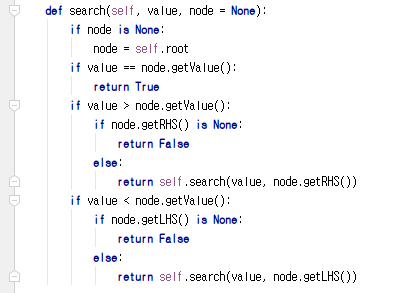 def search(self, value, node = None):
    if node is None:
        node = self.root
    if value == node.getValue():
        return True
    if value > node.getValue():
        if node.getRHS() is None:
            return False
        else:
            return self.search(value, node.getRHS())
    if value < node.getValue():
        if node.getLHS() is None:
            return False
        else:
            return self.search(value, node.getLHS())